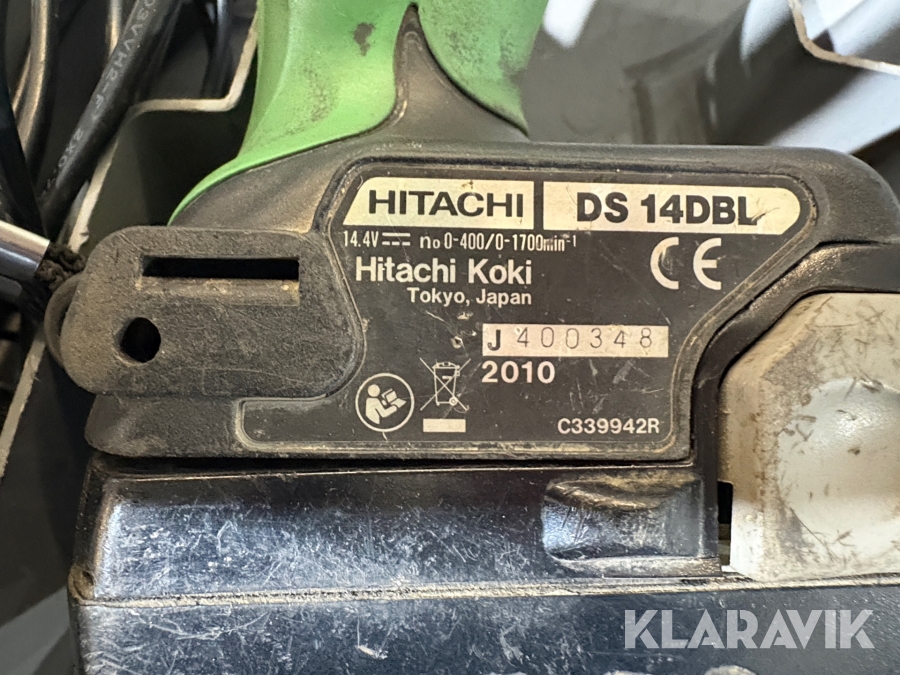 03VVH2-F
HITACHI DS 14DBL
14.4V⎓ no 0-400/0-1700min⁻¹
Hitachi Koki
Tokyo, Japan
CE
J 400348
2010
C339942R
KLARAVIK